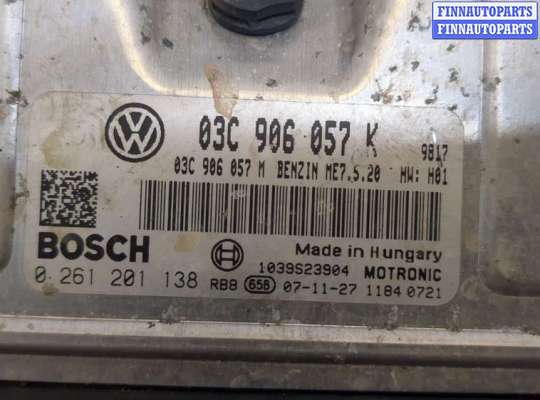 FINNAUTOPARTS
FINNAUTOPARTS
03C 906 057 K 9817
03C 906 057 M BENZIN ME7.5.20 HW: H01
BOSCH
Made in Hungary
1039S23904 MOTRONIC
0 261 201 138 RB8 658 07-11-27 1184 0721